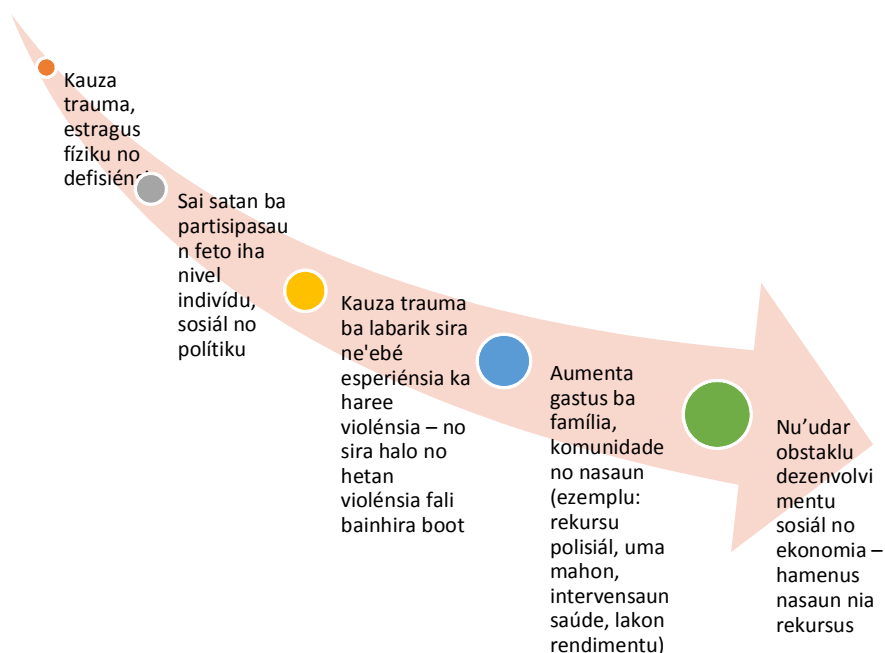 Kauza
trauma,
estragus
fíziku no
defisiénsi
Sai satan ba
partisipasau
n feto iha
nivel
indivídu,
sosiál no
polítiku
Kauza trauma
ba labarik sira
ne'ebé
esperiénsia ka
haree
violénsia – no
sira halo no
hetan
violénsia fali
bainhira boot
Aumenta
gastus ba
família,
komunidade
no nasaun
(ezemplu:
rekursu
polisiál, uma
mahon,
intervensaun
saúde, lakon
rendimentu)
Nu’udar
obstaklu
dezenvolvi
mentu
sosiál no
ekonomia –
hamenus
nasaun nia
rekursus